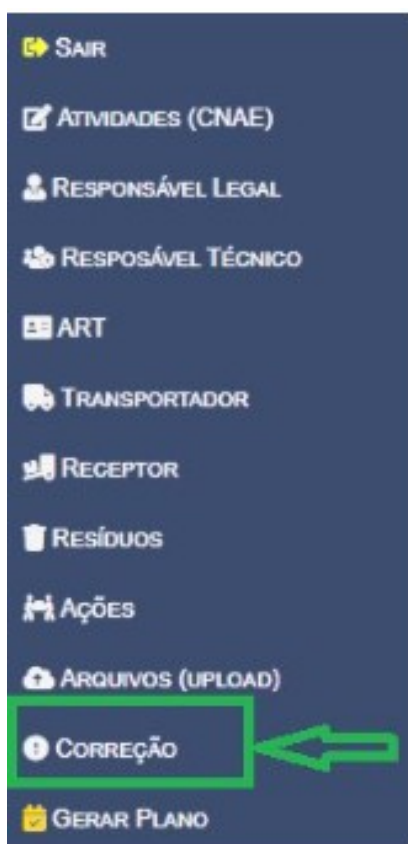 Sair
Atividades (CNAE)
Responsável Legal
Resposável Técnico
ART
Transportador
Receptor
Resíduos
Ações
Arquivos (upload)
Correção
Gerar Plano